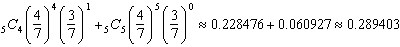 ₅C₄(4/7)⁴(3/7)¹ + ₅C₅(4/7)⁵(3/7)⁰ ≈ 0.228476 + 0.060927 ≈ 0.289403